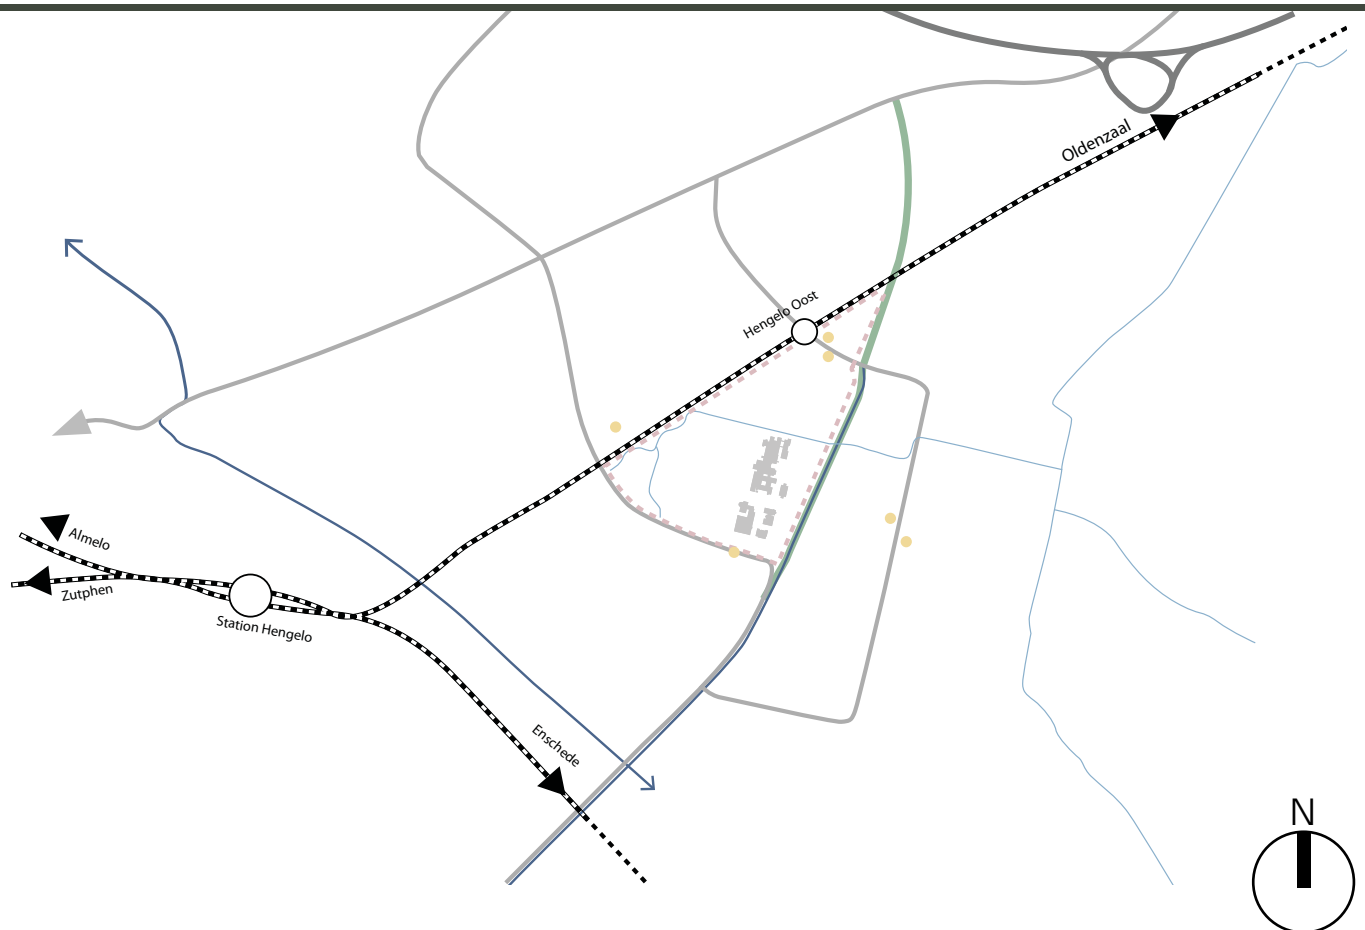 Oldenzaal
Hengelo Oost
Almelo
Zutphen
Station Hengelo
Enschede
N